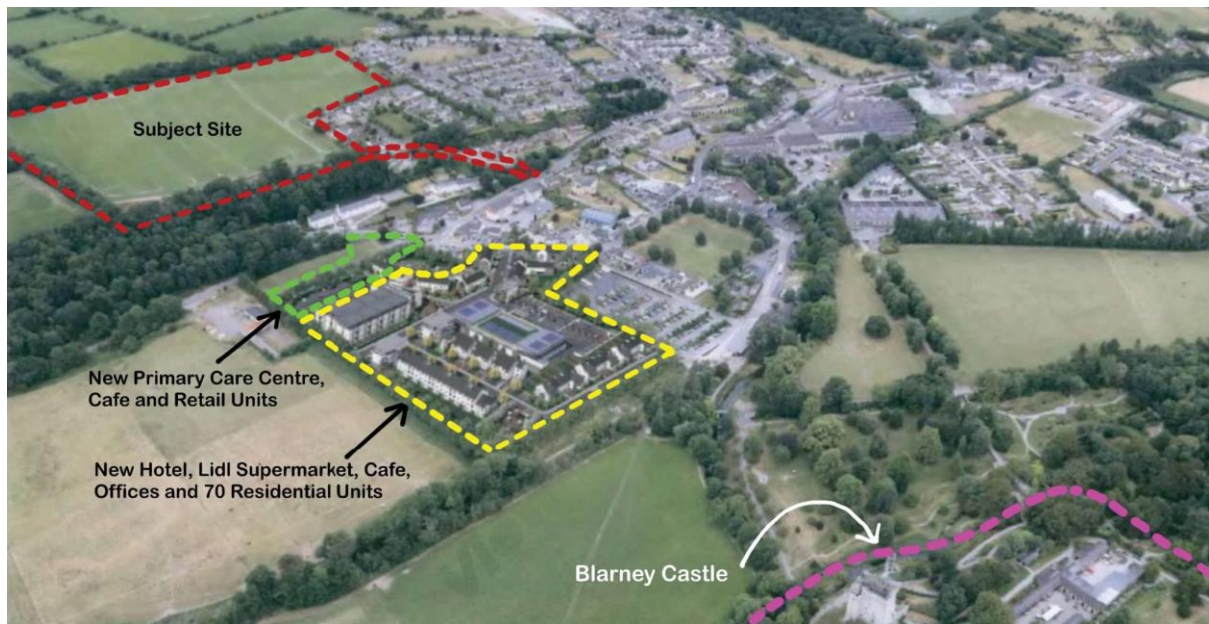 Subject Site
New Primary Care Centre,
Cafe and Retail Units
New Hotel, Lidl Supermarket, Cafe,
Offices and 70 Residential Units
Blarney Castle